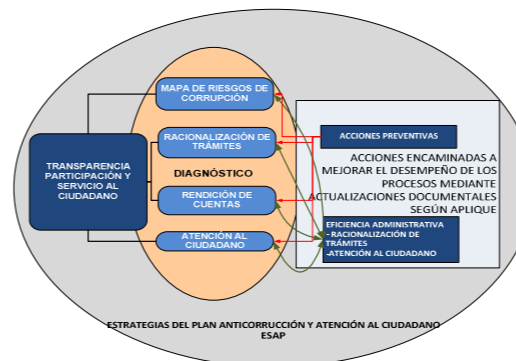 MAPA DE RIESGOS DE
CORRUPCIÓN
RACIONALIZACIÓN DE
TRÁMITES
DIAGNÓSTICO
RENDICIÓN DE
CUENTAS
ATENCIÓN AL
CIUDADANO
TRANSPARENCIA
PARTICIPACIÓN Y
SERVICIO AL
CIUDADANO
ACCIONES PREVENTIVAS
ACCIONES ENCAMINADAS A
MEJORAR EL DESEMPEÑO DE LOS
PROCESOS MEDIANTE
ACTUALIZACIONES DOCUMENTALES
SEGÚN APLIQUE
EFICIENCIA ADMINISTRATIVA
- RACIONALIZACIÓN DE
TRÁMITES
-ATENCIÓN AL CIUDADANO
ESTRATEGIAS DEL PLAN ANTICORRUCCIÓN Y ATENCIÓN AL CIUDADANO
ESAP